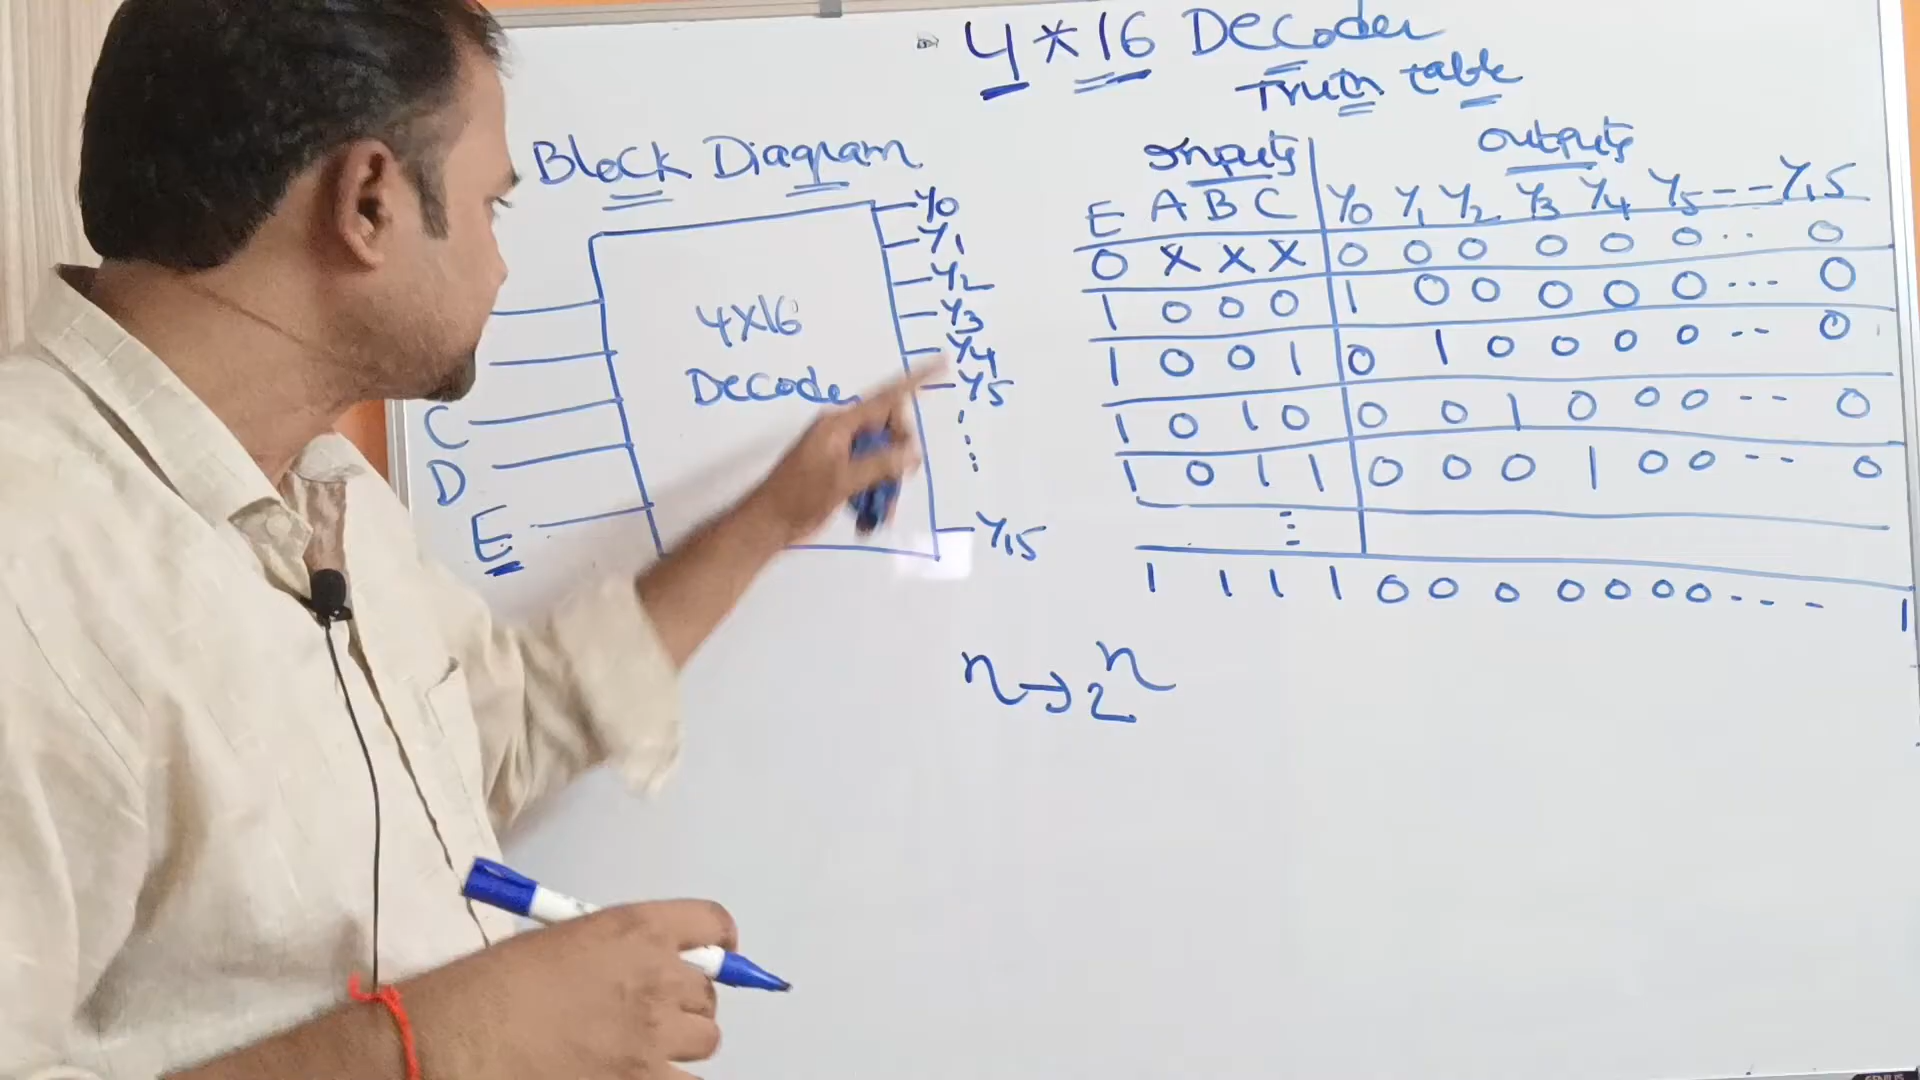 4*16 Decoder
Truth table
Block Diagram
4X16
Decoder
C
D
E
Y0
Y1
Y2
Y3
Y4
Y5
Y15
Inputs outputs
E A B C Y0 Y1 Y2 Y3 Y4 Y5 --- Y15
0 X X X 0 0 0 0 0 0 .. 0
1 0 0 0 1 0 0 0 0 0 --- 0
1 0 0 1 0 1 0 0 0 0 -- 0
1 0 1 0 0 0 1 0 0 0 -- 0
1 0 1 1 0 0 0 1 0 0 -- 0
1 1 1 1 0 0 0 0 0 0 0 --- 1
n→2ⁿ